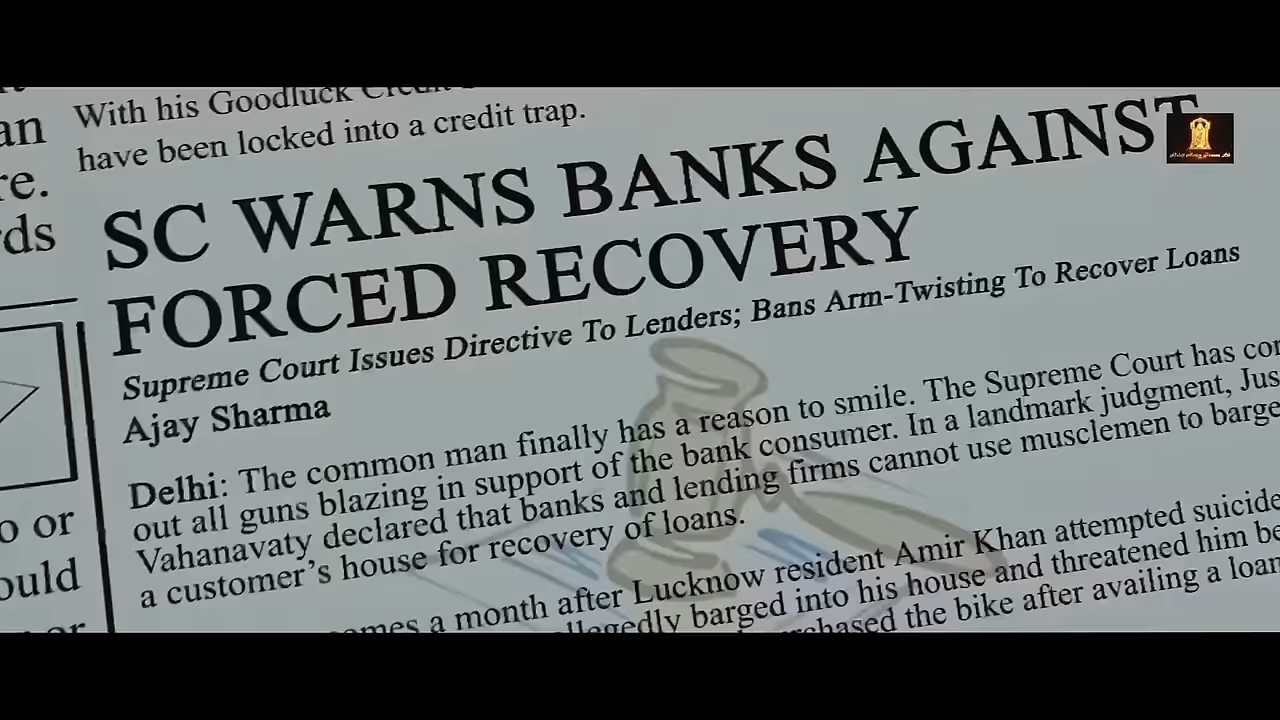 an
re.
ds
With his Goodluck
have been locked into a credit trap.
SC WARNS BANKS AGAINST
FORCED RECOVERY
Supreme Court Issues Directive To Lenders; Bans Arm-Twisting To Recover Loans
Ajay Sharma
Delhi: The common man finally has a reason to smile. The Supreme Court has
out all guns blazing in support of the bank consumer. In a landmark judgment,
Vahanavaty declared that banks and lending firms cannot use musclemen to barge
a customer's house for recovery of loans.
a month after Lucknow resident Amir Khan attempted suicide
barged into his house and threatened him
the bike after availing a loan
o or
ould